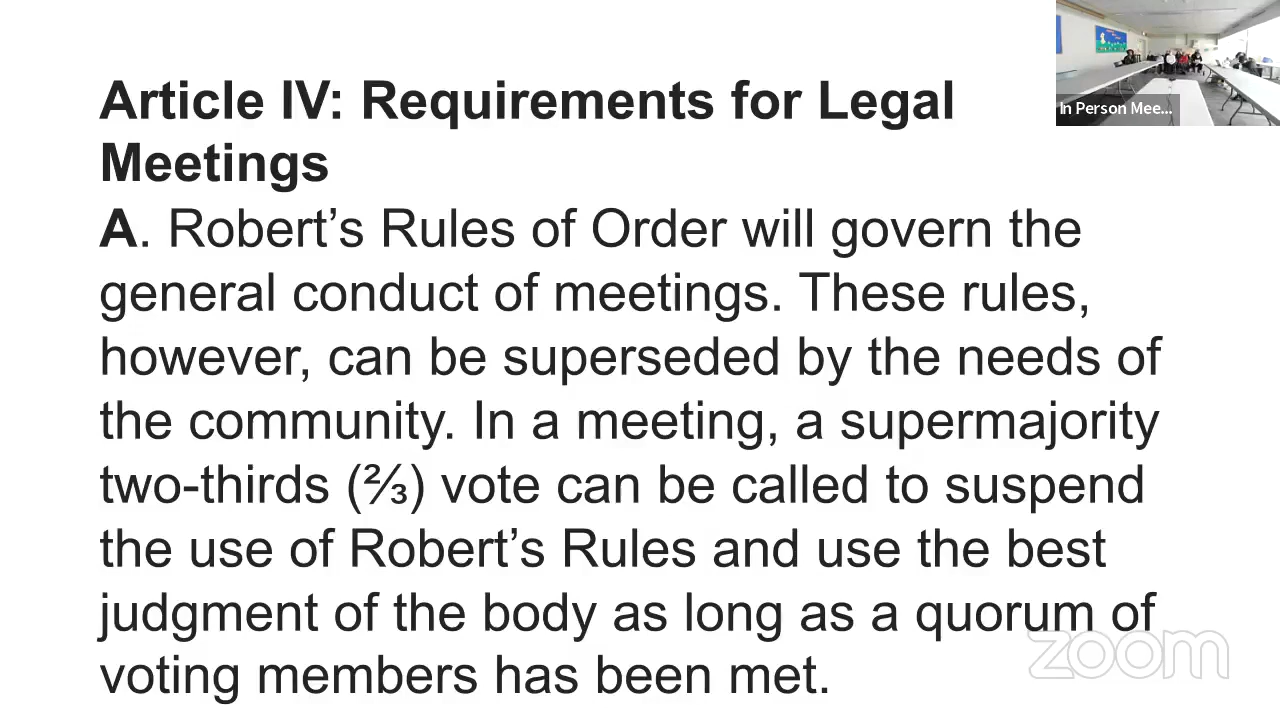 Article IV: Requirements for Legal
Meetings
A. Robert’s Rules of Order will govern the
general conduct of meetings. These rules,
however, can be superseded by the needs of
the community. In a meeting, a supermajority
two-thirds (⅔) vote can be called to suspend
the use of Robert’s Rules and use the best
judgment of the body as long as a quorum of
voting members has been met.
In Person Mee...
zoom